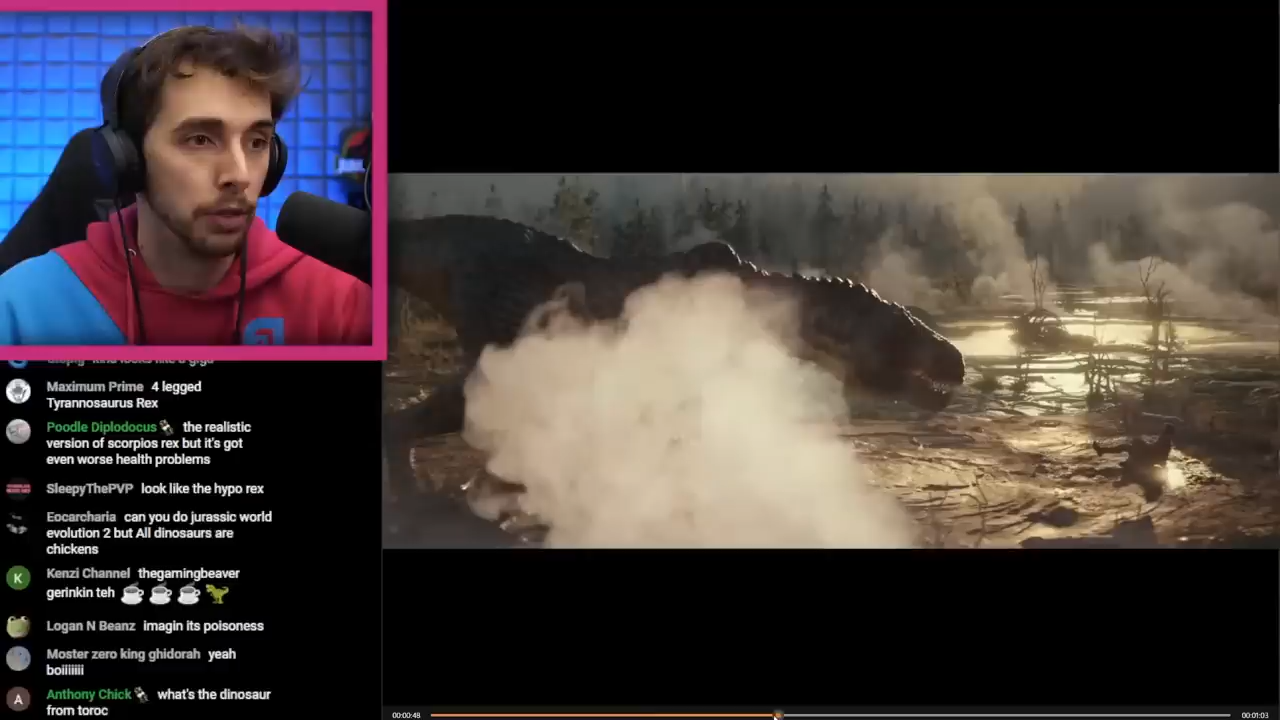 Maximum Prime 4 legged
Tyrannosaurus Rex
Poodle Diplodocus the realistic
version of scorpios rex but it's got
even worse health problems
SleepyThePVP look like the hypo rex
Eocarcharia can you do jurassic world
evolution 2 but All dinosaurs are
chickens
K Kenzi Channel thegamingbeaver
gerinkin teh
Logan N Beanz imagin its poisoness
Moster zero king ghidorah yeah
boiiiiiii
A Anthony Chick what's the dinosaur
from toroc
00:00:48
00:01:03